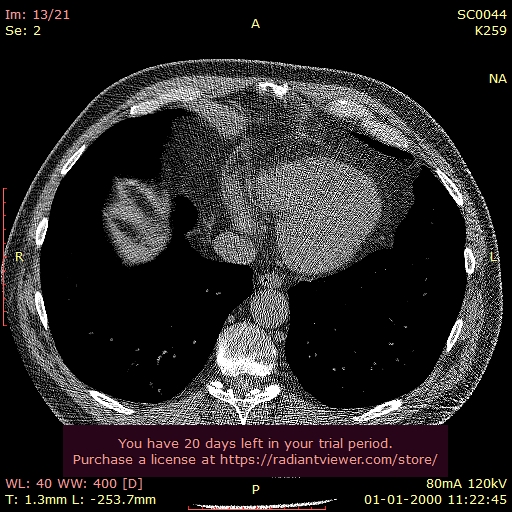 Im: 13/21
Se: 2
A
SC0044
K259
NA
R
L
You have 20 days left in your trial period.
Purchase a license at https://radiantviewer.com/store/
WL: 40 WW: 400 [D]
T: 1.3mm L: -253.7mm
P
80mA 120kV
01-01-2000 11:22:45